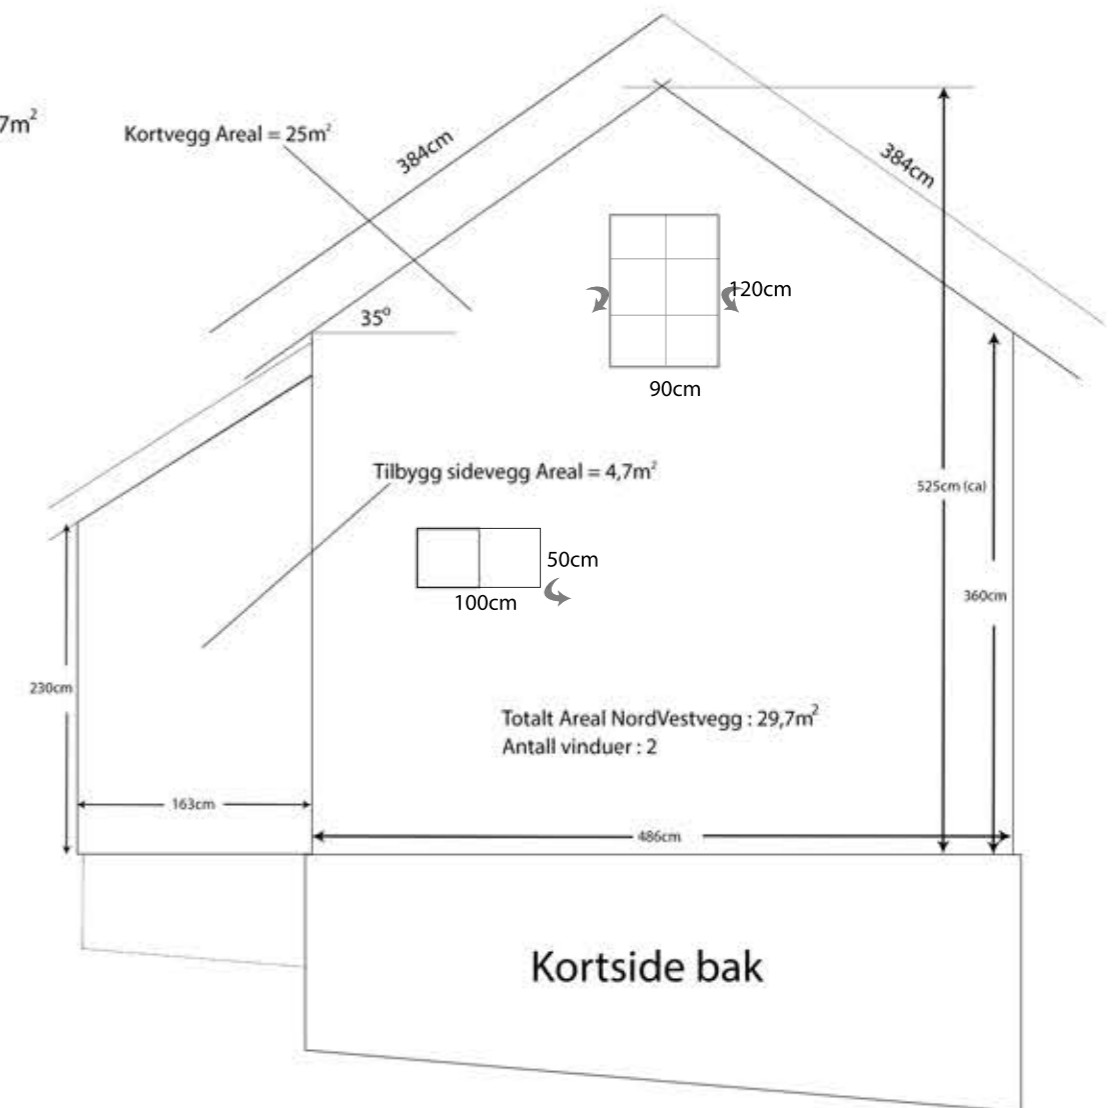 7m²
Kortvegg Areal = 25m²
384cm
384cm
35°
120cm
90cm
Tilbygg sidevegg Areal = 4,7m²
525cm (ca)
50cm
100cm
360cm
230cm
Totalt Areal NordVestvegg : 29,7m²
Antall vinduer : 2
163cm
486cm
Kortside bak